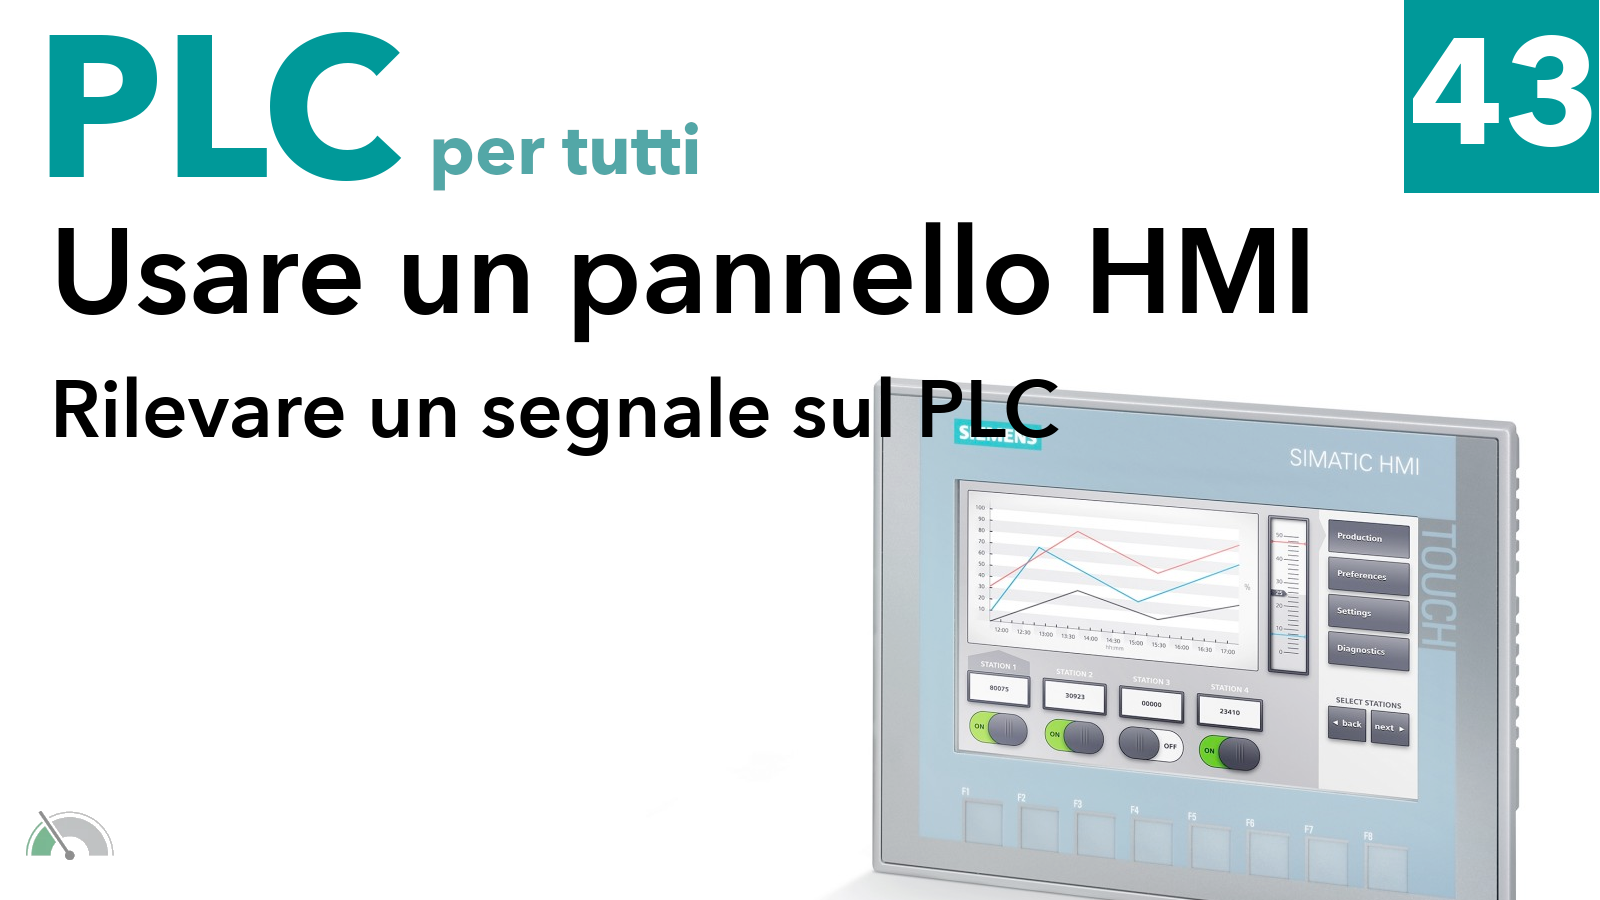 PLC per tutti
43
Usare un pannello HMI
Rilevare un segnale sul PLC
SIEMENS
SIMATIC HMI
TOUCH
100
90
80
70
60
50
40
30
20
10
%
12:00 12:30 13:00 13:30 14:00 14:30 15:00 15:30 16:00 16:30 17:00
hh:mm
50
40
30
25
20
10
0
Production
Preferences
Settings
Diagnostics
STATION 1 STATION 2 STATION 3 STATION 4
80075 30923 00000 23410
ON ON OFF ON
SELECT STATIONS
back next
F1 F2 F3 F4 F5 F6 F7 F8